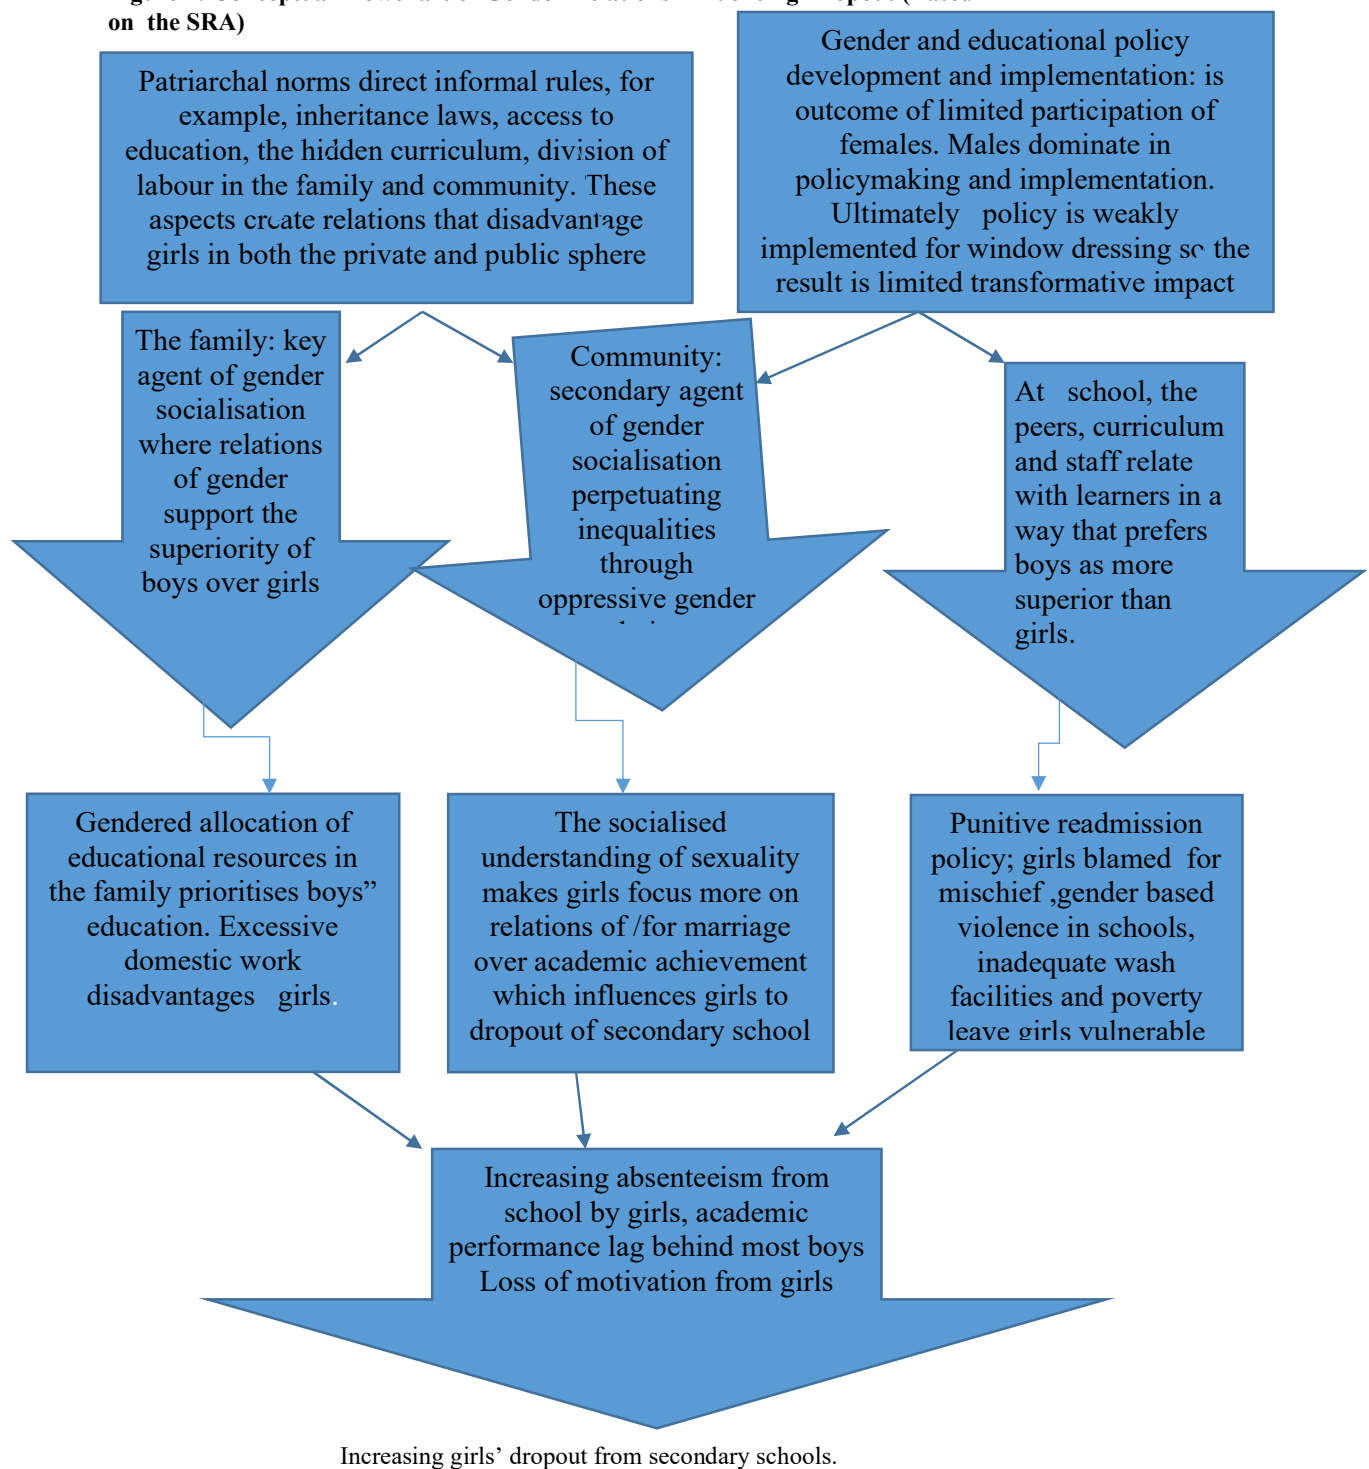 on the SRA)
Patriarchal norms direct informal rules, for
example, inheritance laws, access to
education, the hidden curriculum, division of
labour in the family and community. These
aspects create relations that disadvantage
girls in both the private and public sphere
Gender and educational policy
development and implementation: is
outcome of limited participation of
females. Males dominate in
policymaking and implementation.
Ultimately policy is weakly
implemented for window dressing so the
result is limited transformative impact
The family: key
agent of gender
socialisation
where relations
of gender
support the
superiority of
boys over girls
Community:
secondary agent
of gender
socialisation
perpetuating
inequalities
through
oppressive gender
At school, the
peers, curriculum
and staff relate
with learners in a
way that prefers
boys as more
superior than
girls.
Gendered allocation of
educational resources in
the family prioritises boys”
education. Excessive
domestic work
disadvantages girls.
The socialised
understanding of sexuality
makes girls focus more on
relations of /for marriage
over academic achievement
which influences girls to
dropout of secondary school
Punitive readmission
policy; girls blamed for
mischief ,gender based
violence in schools,
inadequate wash
facilities and poverty
leave girls vulnerable
Increasing absenteeism from
school by girls, academic
performance lag behind most boys
Loss of motivation from girls
Increasing girls’ dropout from secondary schools.